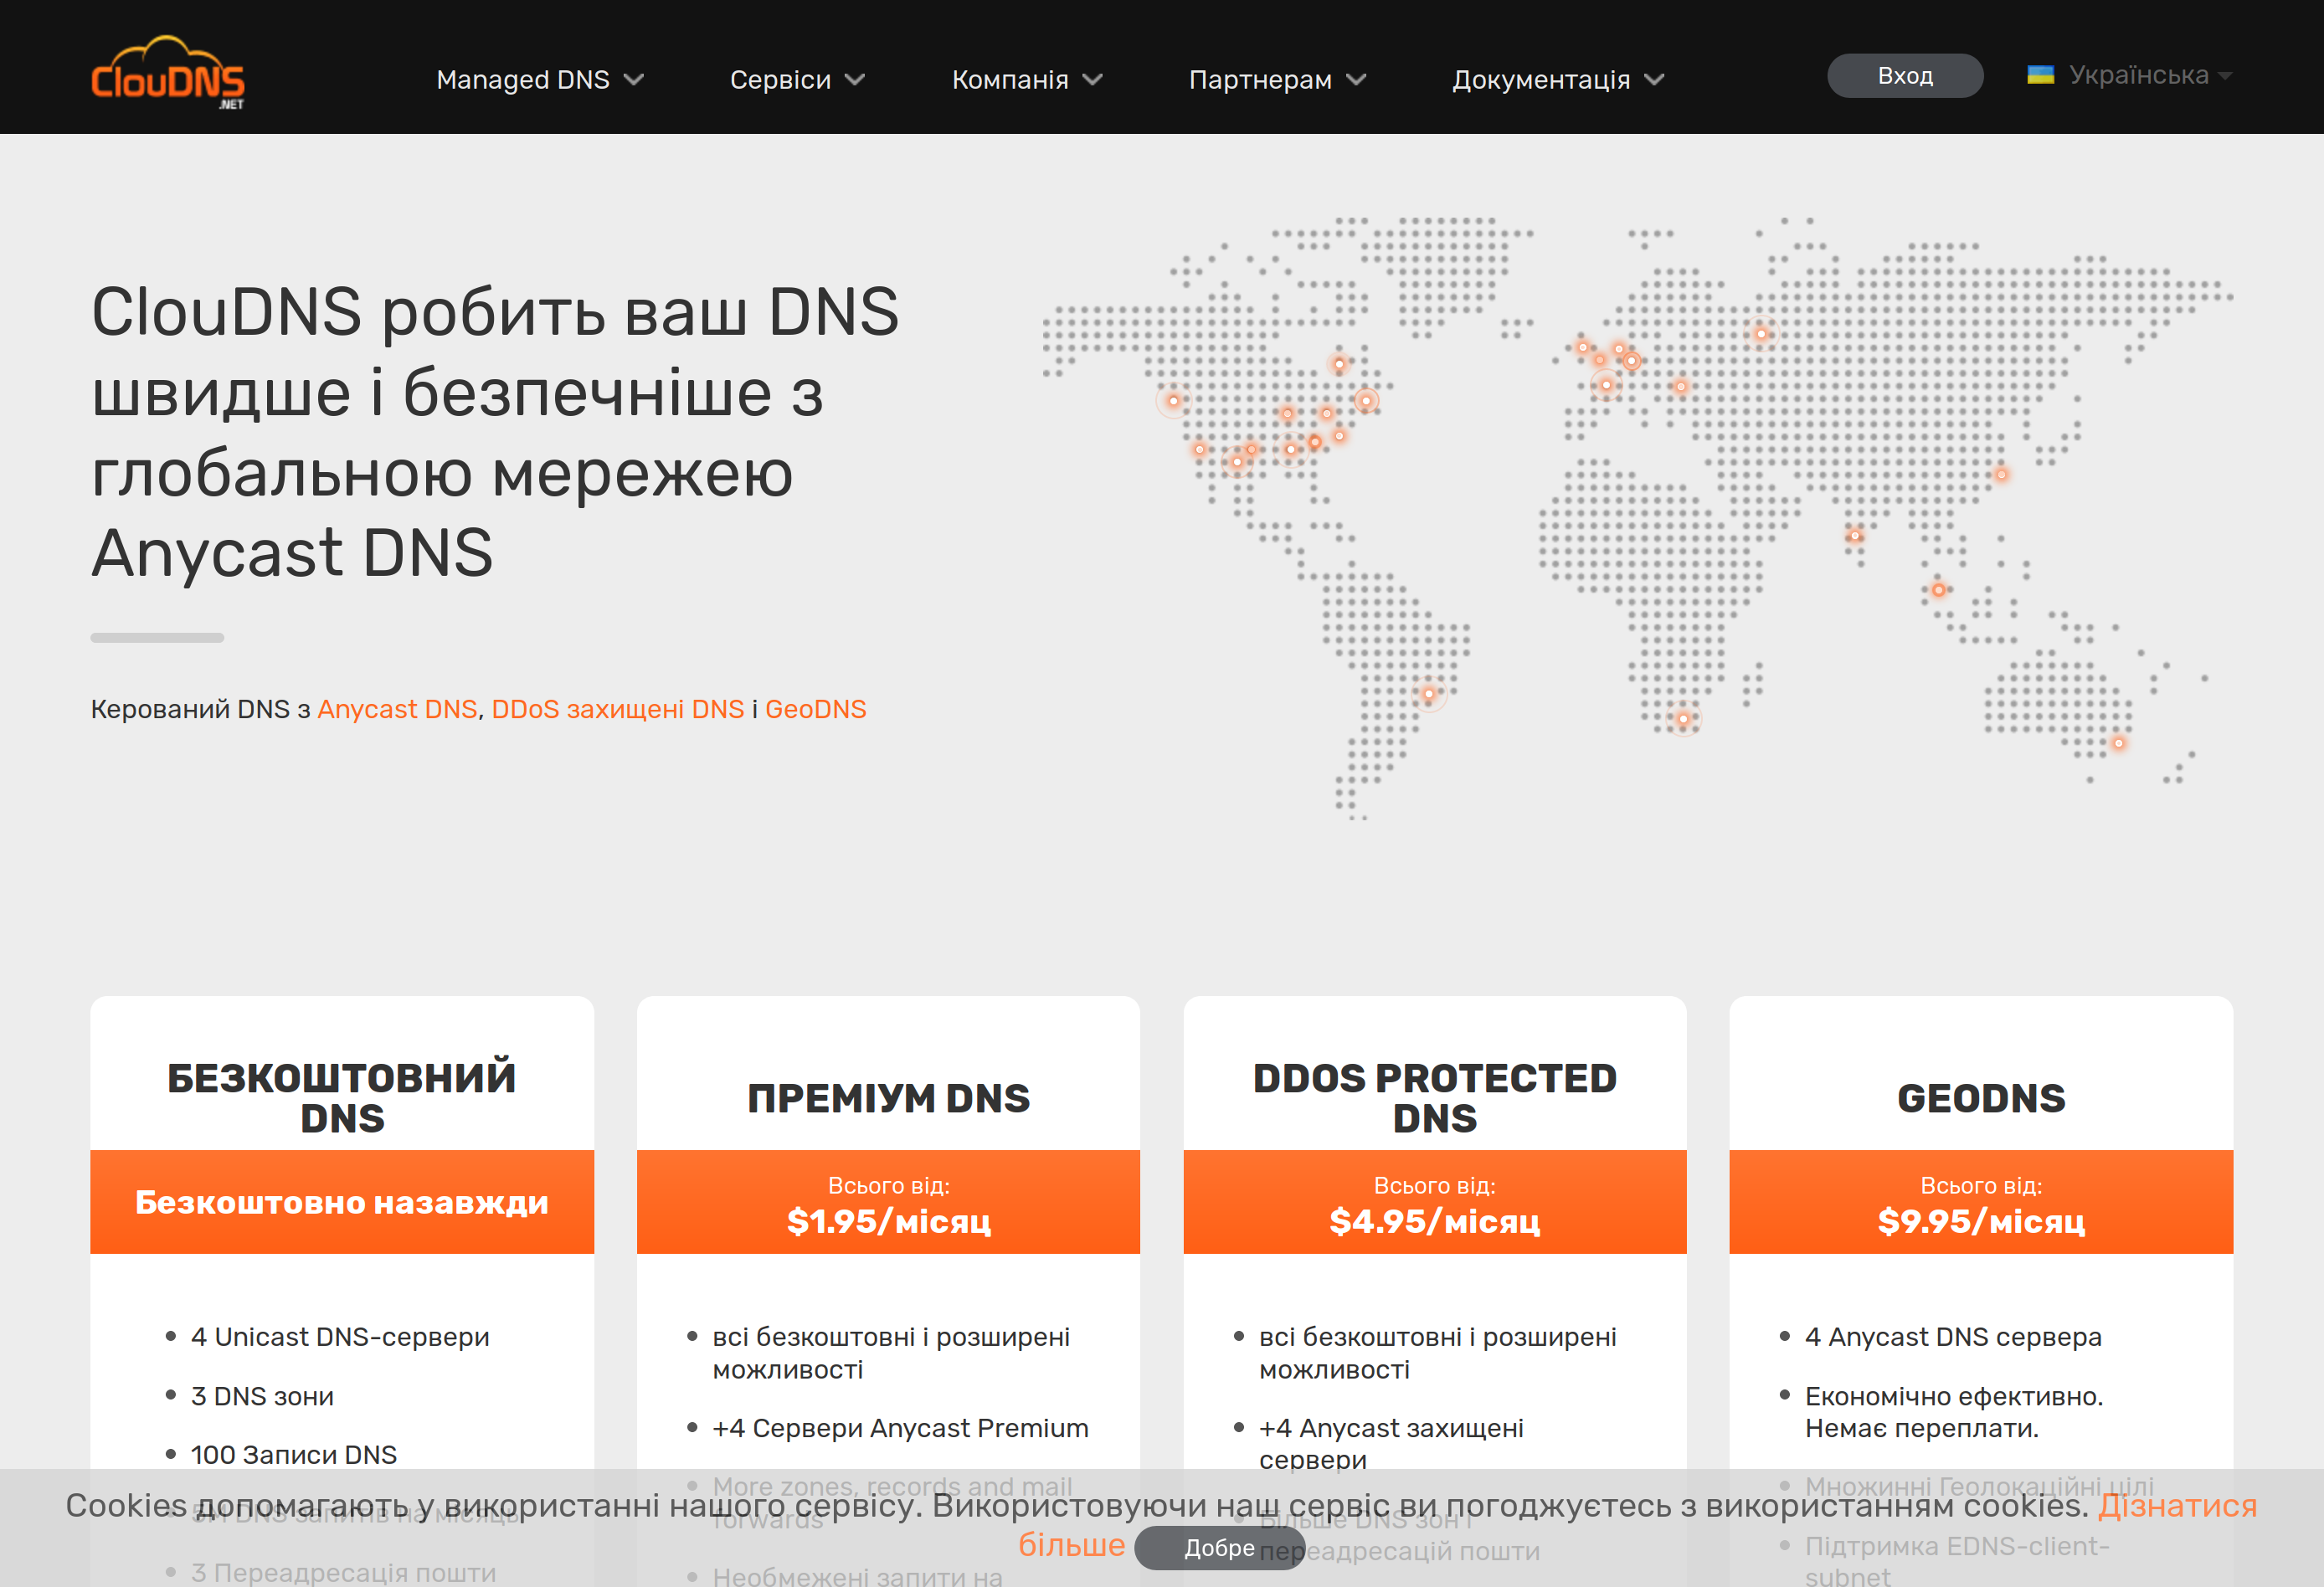 ClouDNS
.NET
Managed DNS
Сервіси
Компанія
Партнерам
Документація
Вход
Українська
ClouDNS робить ваш DNS
швидше і безпечніше з
глобальною мережею
Anycast DNS
Керований DNS з Anycast DNS, DDoS захищені DNS і GeoDNS
БЕЗКОШТОВНИЙ
DNS
Безкоштовно назавжди
4 Unicast DNS-сервери
3 DNS зони
100 Записи DNS
5M DNS запитів на місяць
3 Переадресація пошти
ПРЕМІУМ DNS
Всього від:
$1.95/місяц
всі безкоштовні і розширені
можливості
+4 Сервери Anycast Premium
More zones, records and mail
forwards
Необмежені запити на
DDOS PROTECTED
DNS
Всього від:
$4.95/місяц
всі безкоштовні і розширені
можливості
+4 Anycast захищені
сервери
Більше DNS зон і
переадресацій пошти
GEODNS
Всього від:
$9.95/місяц
4 Anycast DNS сервера
Економічно ефективно.
Немає переплати.
Множинні Геолокаційні цілі
Підтримка EDNS-client-
subnet
Cookies допомагають у використанні нашого сервісу. Використовуючи наш сервіс ви погоджуєтесь з використанням cookies. Дізнатися
більше Добре